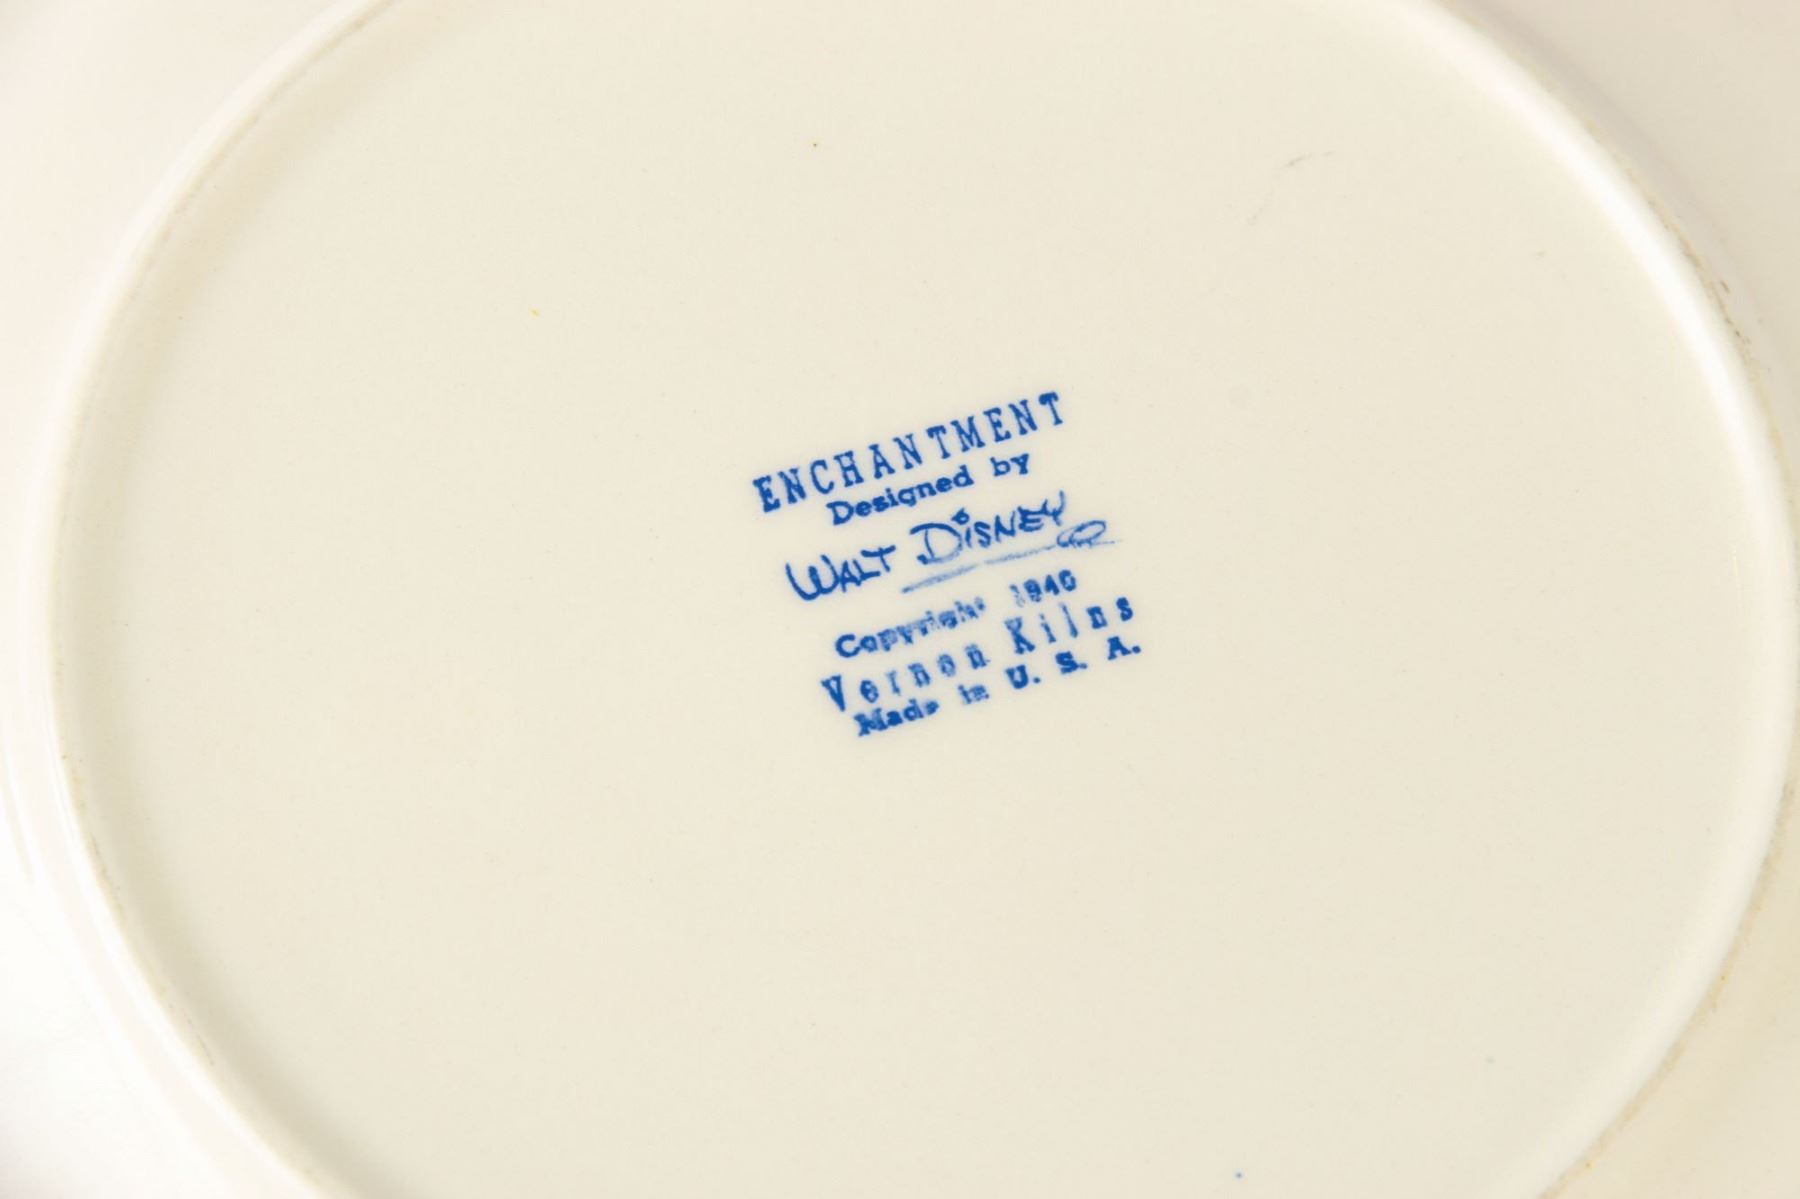 ENCHANTMENT
Designed by
WALT DiSNEY
Copyright 1940
Vernon Kilns
Made in U. S. A.